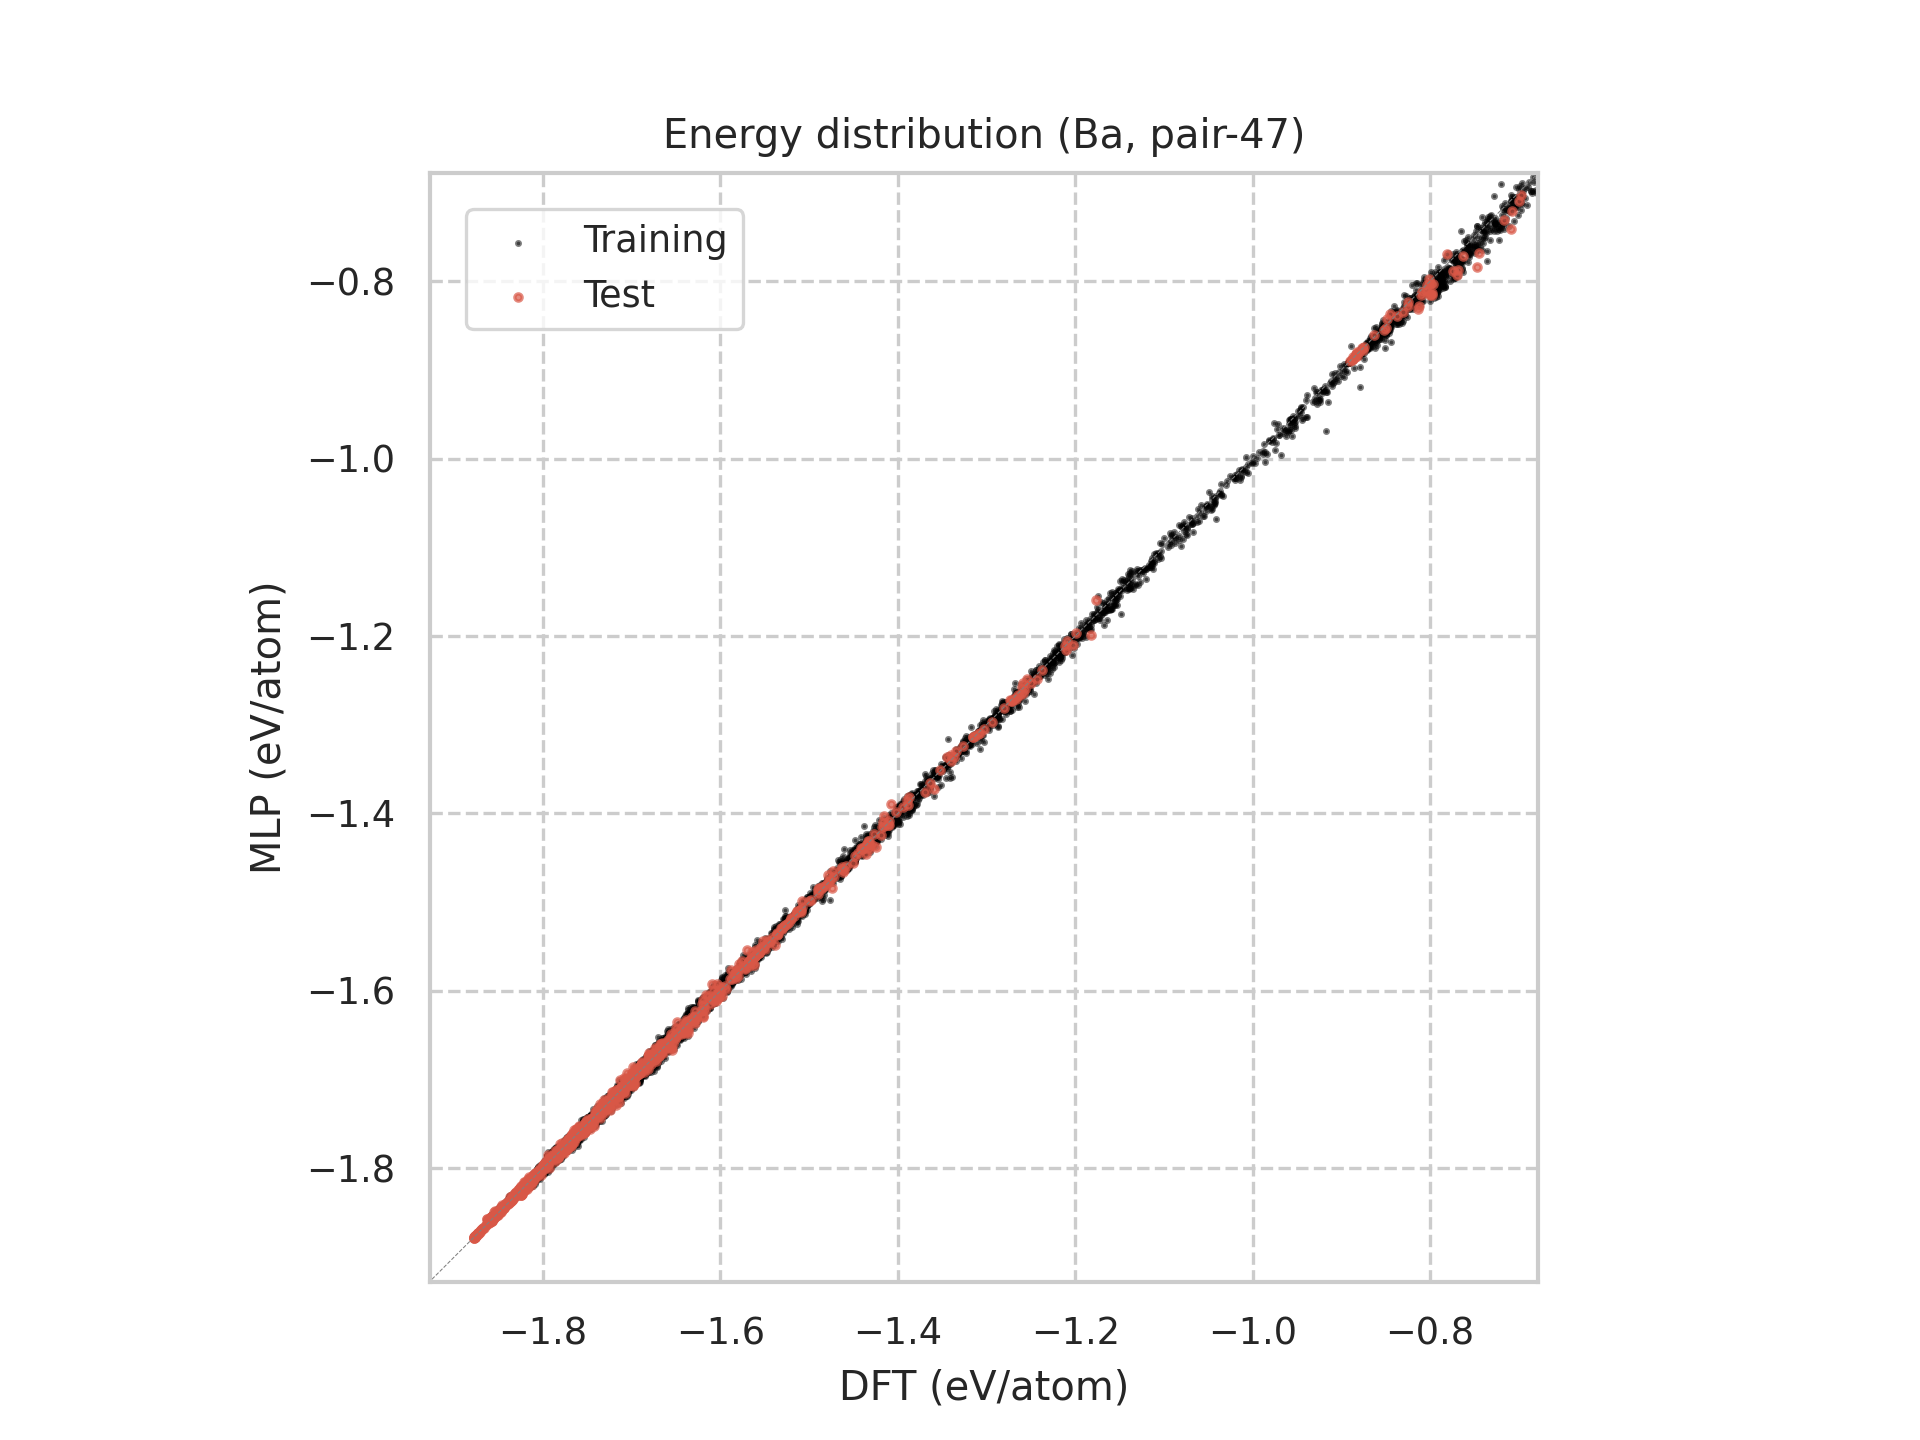 Energy distribution (Ba, pair-47)
Training
Test
−0.8
−1.0
−1.2
−1.4
−1.6
−1.8
MLP (eV/atom)
−1.8 −1.6 −1.4 −1.2 −1.0 −0.8
DFT (eV/atom)